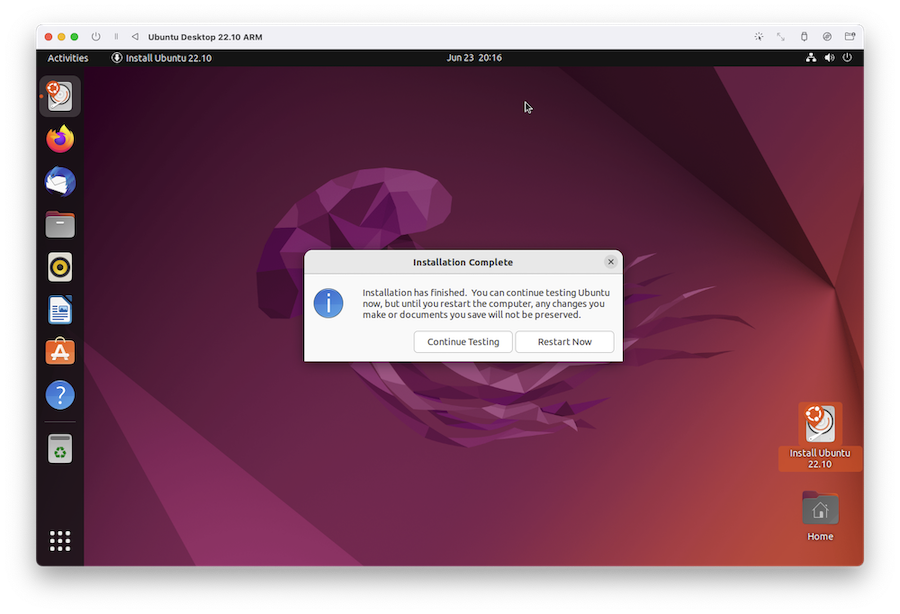 Ubuntu Desktop 22.10 ARM
Activities
Install Ubuntu 22.10
Jun 23 20:16
Installation Complete
Installation has finished. You can continue testing Ubuntu
now, but until you restart the computer, any changes you
make or documents you save will not be preserved.
Continue Testing
Restart Now
Install Ubuntu
22.10
Home